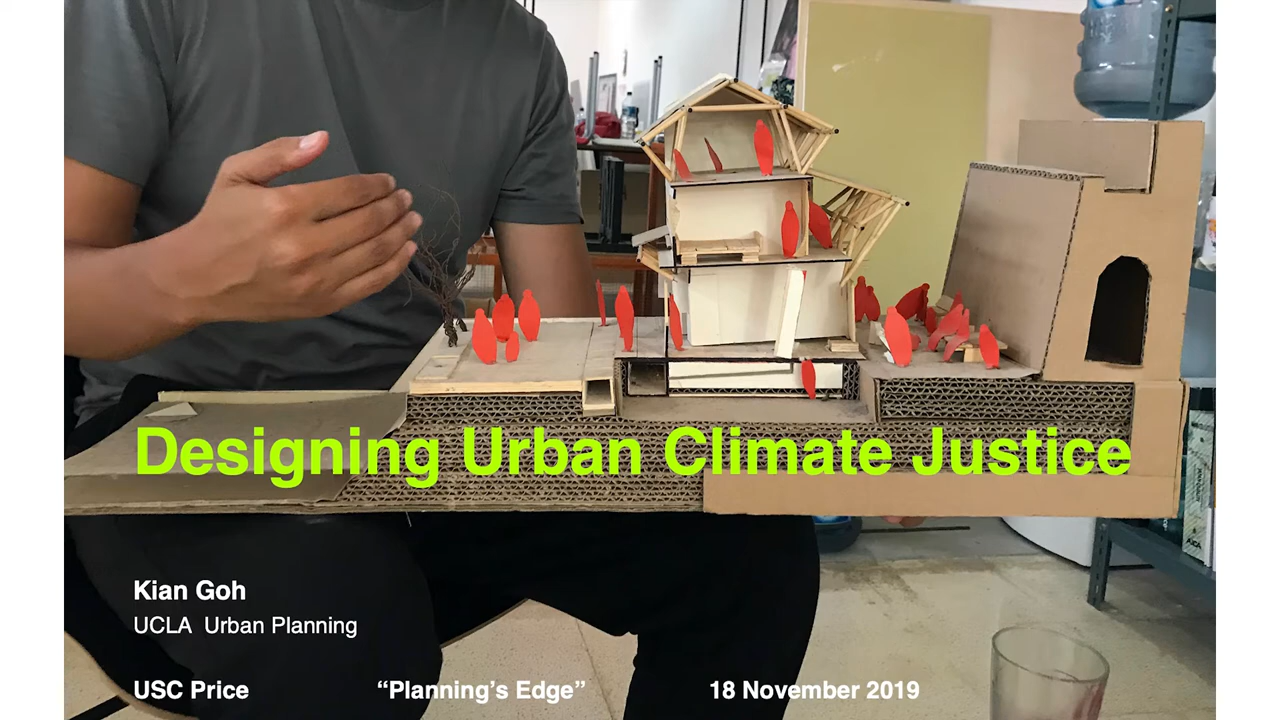 Designing Urban Climate Justice
Kian Goh
UCLA Urban Planning
USC Price “Planning’s Edge” 18 November 2019